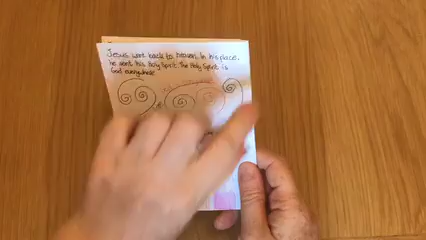 Jesus went back to heaven. In his place,
he sent his Holy Spirit. The Holy Spirit is
God everywhere